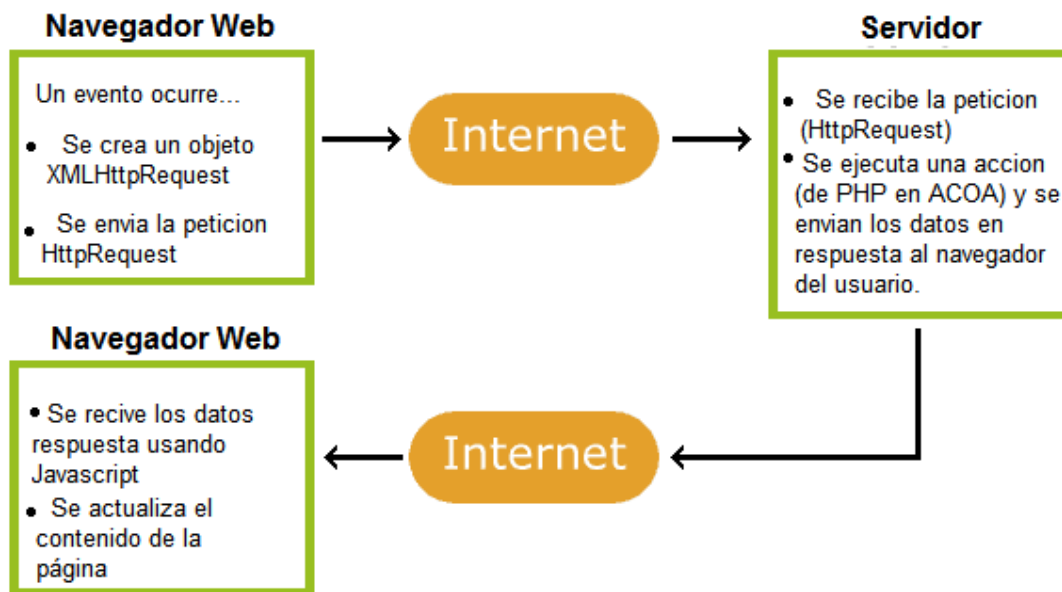 Navegador Web
Un evento ocurre...
• Se crea un objeto
XMLHttpRequest
• Se envia la peticion
HttpRequest
Internet
Servidor
• Se recibe la peticion
(HttpRequest)
• Se ejecuta una accion
(de PHP en ACOA) y se
envian los datos en
respuesta al navegador
del usuario.
Navegador Web
• Se recive los datos
respuesta usando
Javascript
• Se actualiza el
contenido de la
página
Internet